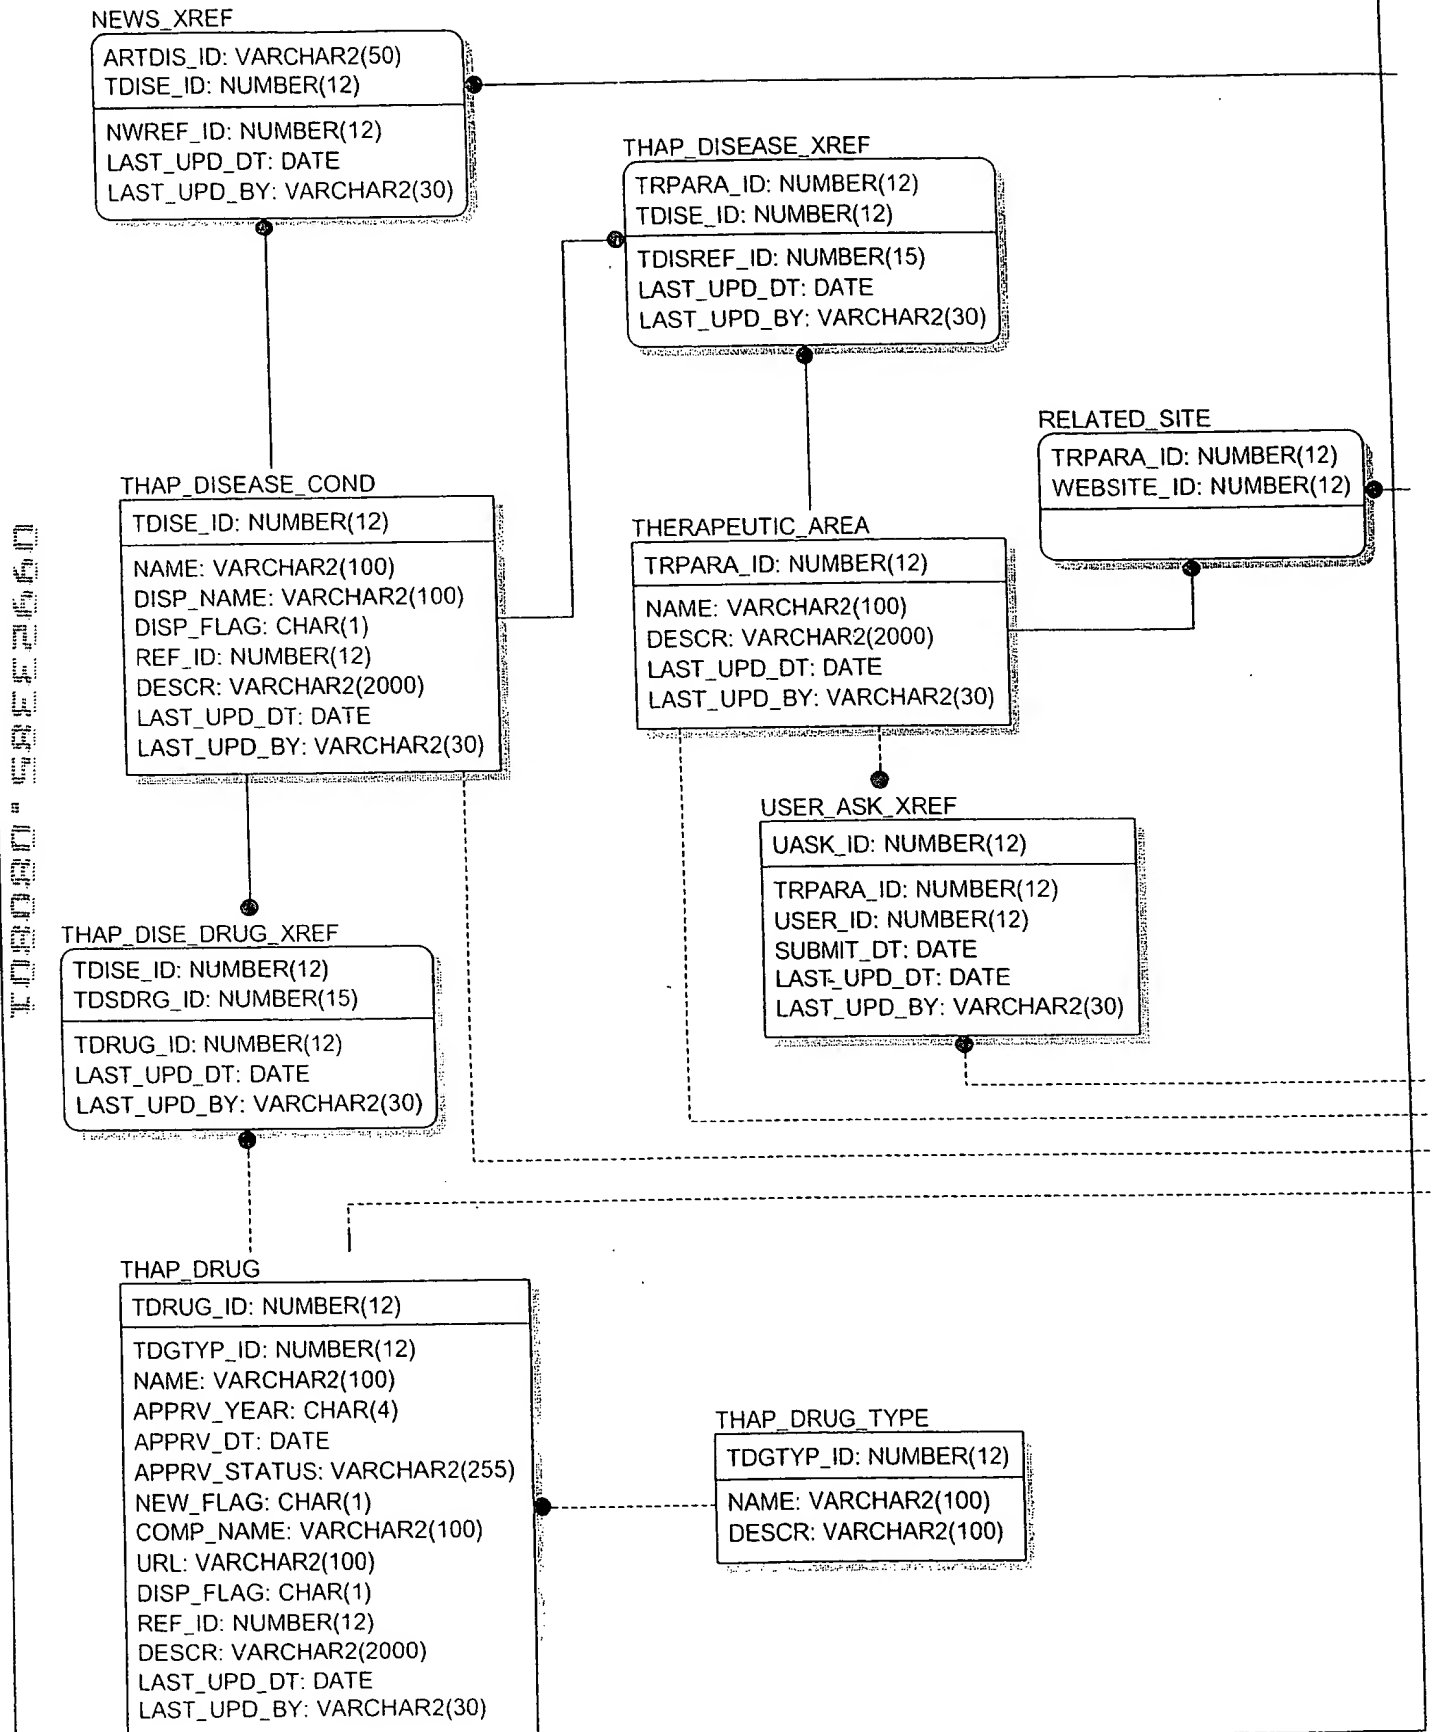 NEWS_XREF
ARTDIS_ID: VARCHAR2(50)
TDISE_ID: NUMBER(12)
NWREF_ID: NUMBER(12)
LAST_UPD_DT: DATE
LAST_UPD_BY: VARCHAR2(30)
THAP_DISEASE_XREF
TRPARA_ID: NUMBER(12)
TDISE_ID: NUMBER(12)
TDISREF_ID: NUMBER(15)
LAST_UPD_DT: DATE
LAST_UPD_BY: VARCHAR2(30)
RELATED_SITE
TRPARA_ID: NUMBER(12)
WEBSITE_ID: NUMBER(12)
THAP_DISEASE_COND
TDISE_ID: NUMBER(12)
NAME: VARCHAR2(100)
DISP_NAME: VARCHAR2(100)
DISP_FLAG: CHAR(1)
REF_ID: NUMBER(12)
DESCR: VARCHAR2(2000)
LAST_UPD_DT: DATE
LAST_UPD_BY: VARCHAR2(30)
THERAPEUTIC_AREA
TRPARA_ID: NUMBER(12)
NAME: VARCHAR2(100)
DESCR: VARCHAR2(2000)
LAST_UPD_DT: DATE
LAST_UPD_BY: VARCHAR2(30)
USER_ASK_XREF
UASK_ID: NUMBER(12)
TRPARA_ID: NUMBER(12)
USER_ID: NUMBER(12)
SUBMIT_DT: DATE
LAST_UPD_DT: DATE
LAST_UPD_BY: VARCHAR2(30)
THAP_DISE_DRUG_XREF
TDISE_ID: NUMBER(12)
TDSDRG_ID: NUMBER(15)
TDRUG_ID: NUMBER(12)
LAST_UPD_DT: DATE
LAST_UPD_BY: VARCHAR2(30)
THAP_DRUG
TDRUG_ID: NUMBER(12)
TDGTYP_ID: NUMBER(12)
NAME: VARCHAR2(100)
APPRV_YEAR: CHAR(4)
APPRV_DT: DATE
APPRV_STATUS: VARCHAR2(255)
NEW_FLAG: CHAR(1)
COMP_NAME: VARCHAR2(100)
URL: VARCHAR2(100)
DISP_FLAG: CHAR(1)
REF_ID: NUMBER(12)
DESCR: VARCHAR2(2000)
LAST_UPD_DT: DATE
LAST_UPD_BY: VARCHAR2(30)
THAP_DRUG_TYPE
TDGTYP_ID: NUMBER(12)
NAME: VARCHAR2(100)
DESCR: VARCHAR2(100)